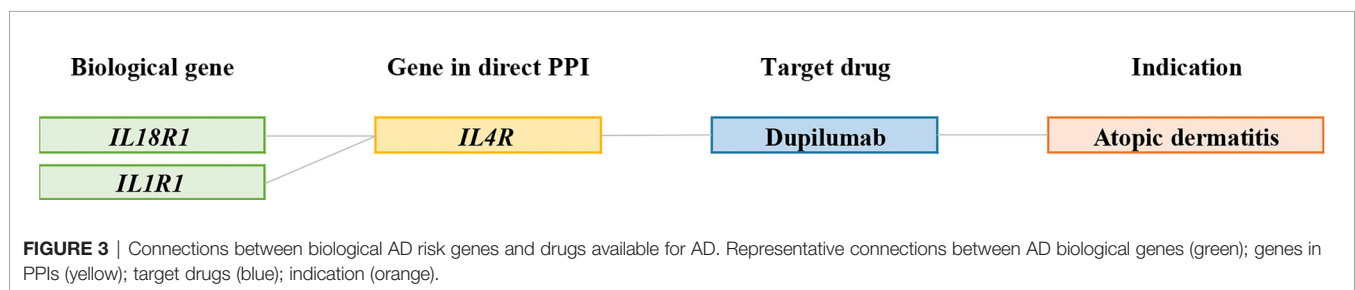 Biological gene Gene in direct PPI Target drug Indication
IL18R1 IL4R Dupilumab Atopic dermatitis
IL1R1
FIGURE 3 | Connections between biological AD risk genes and drugs available for AD. Representative connections between AD biological genes (green); genes in
PPIs (yellow); target drugs (blue); indication (orange).